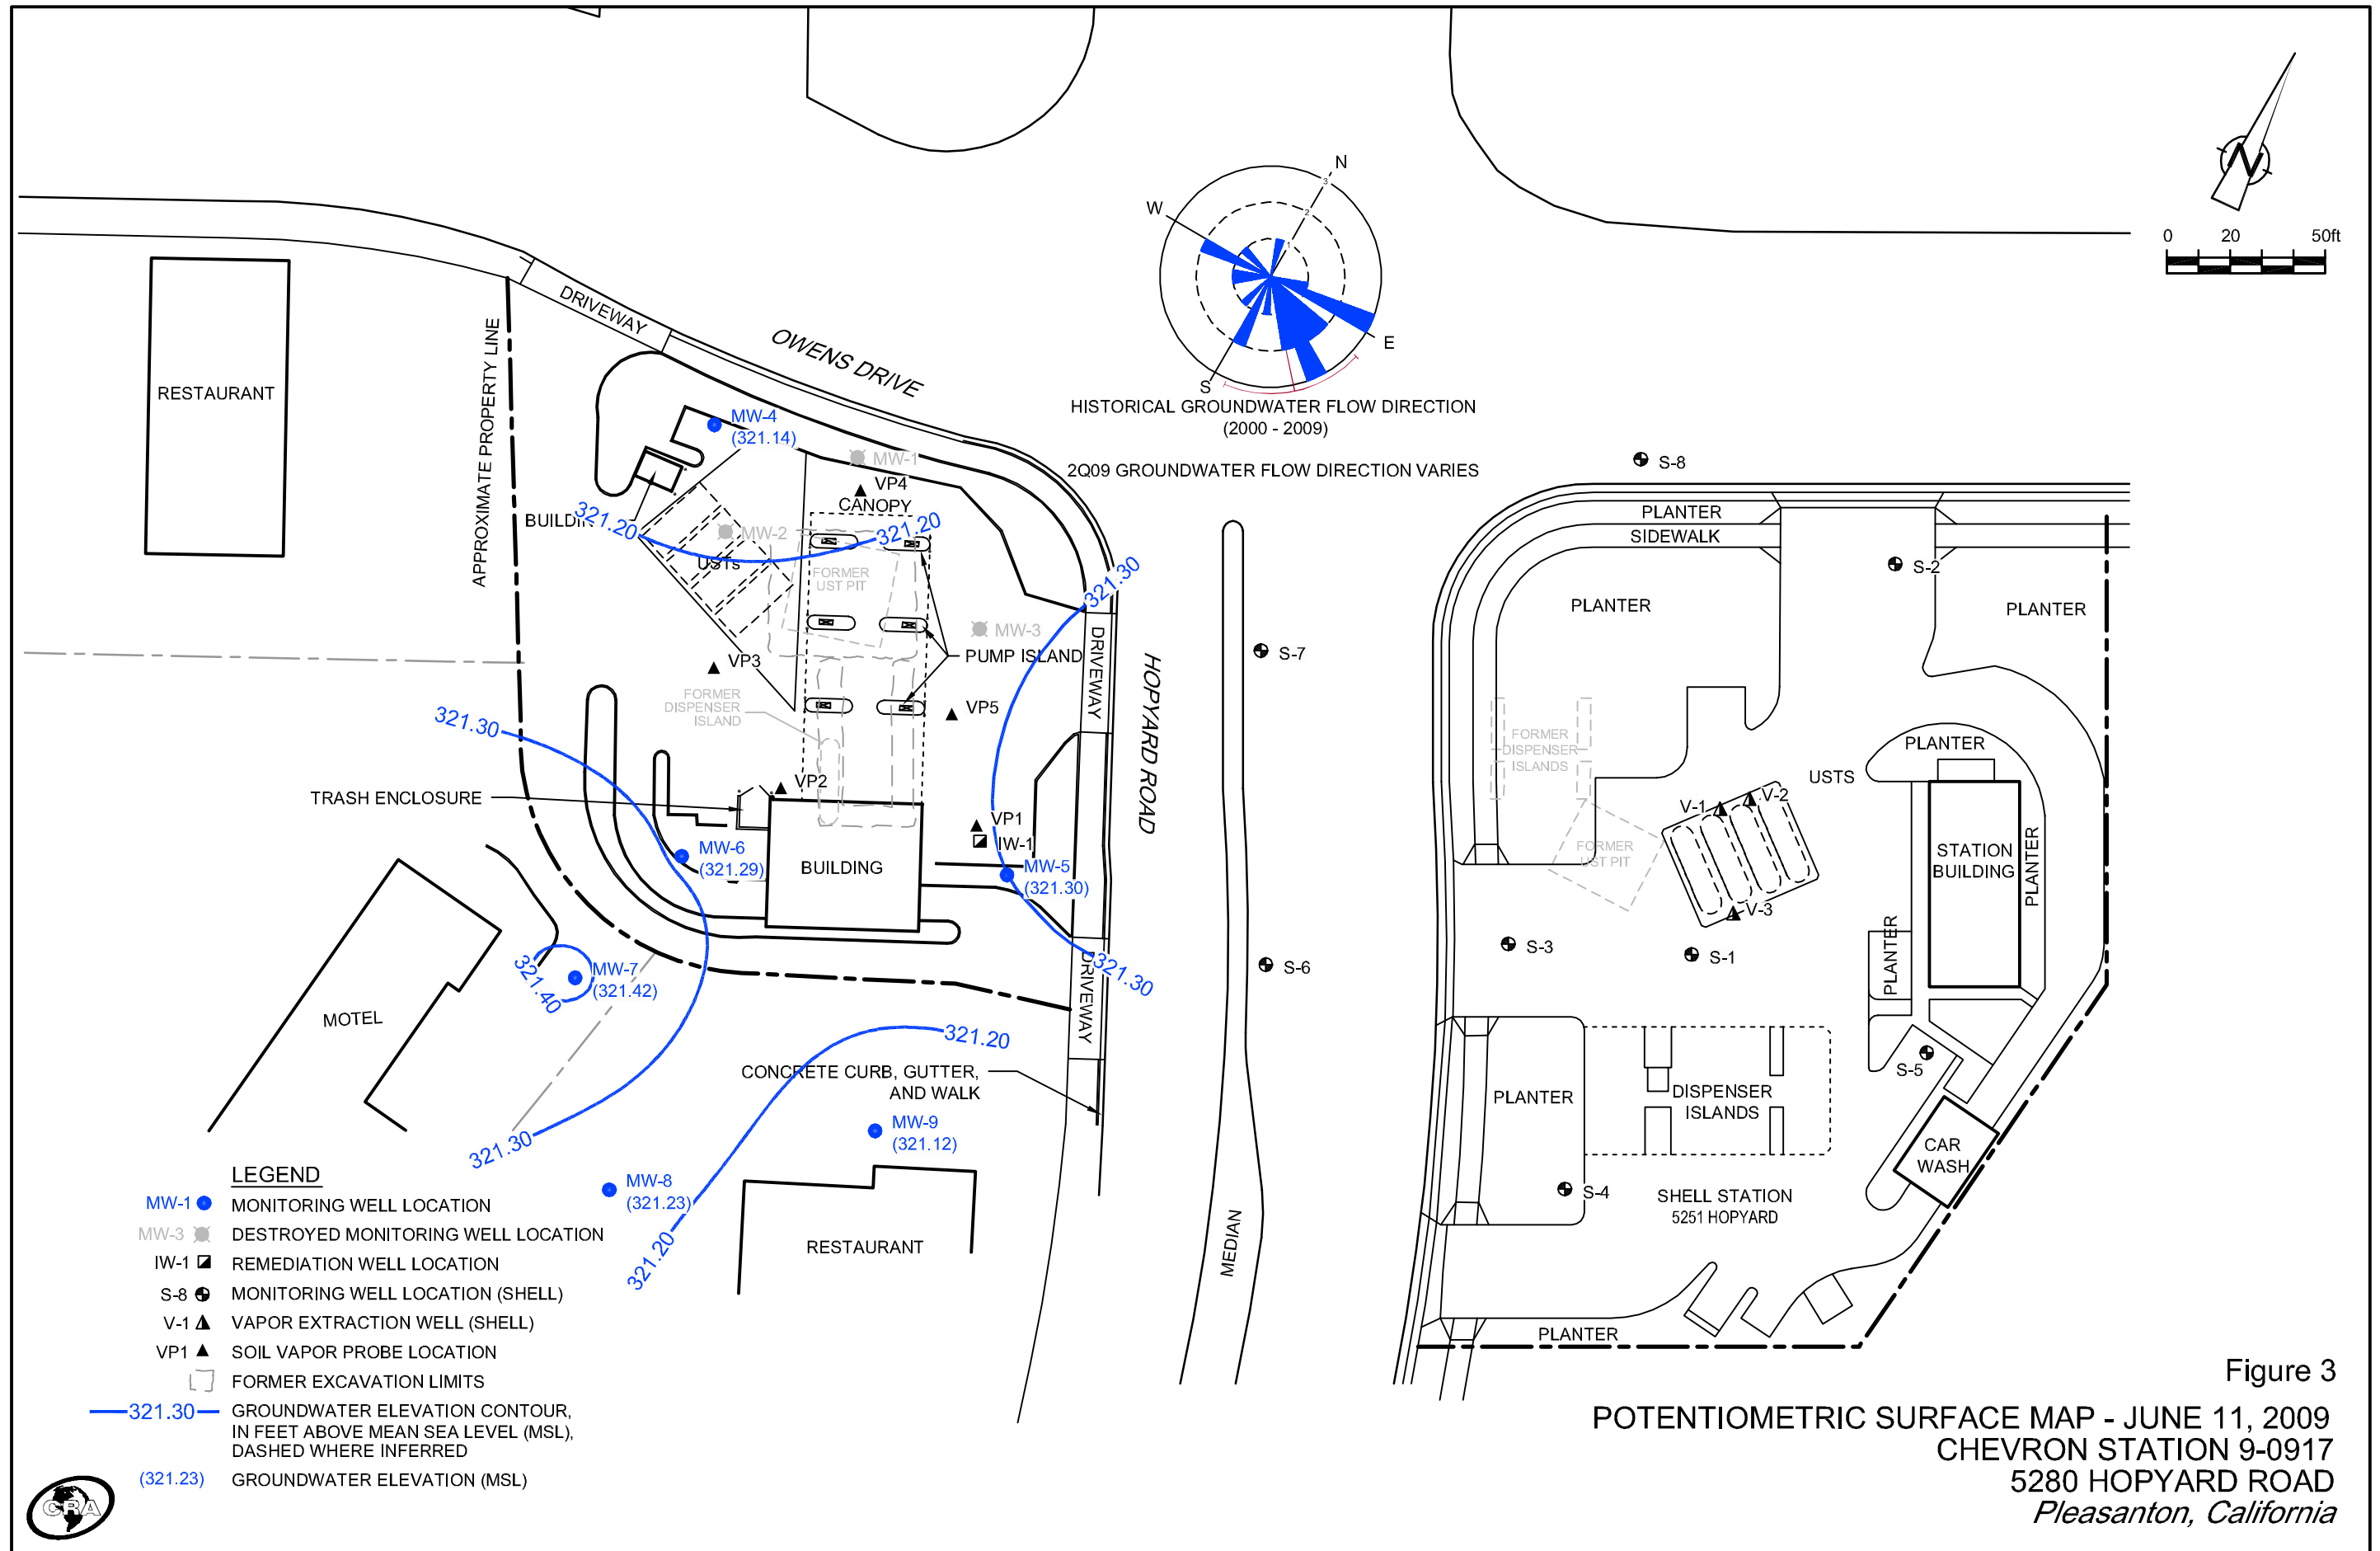 N
0 20 50ft
N
3
2
1
W
E
S
HISTORICAL GROUNDWATER FLOW DIRECTION
(2000 - 2009)
2Q09 GROUNDWATER FLOW DIRECTION VARIES
RESTAURANT
APPROXIMATE PROPERTY LINE
DRIVEWAY
OWENS DRIVE
MW-4
(321.14)
MW-1
VP4
CANOPY
321.20
321.20
MW-2
USTs
FORMER
UST PIT
321.30
MW-3
PUMP ISLAND
DRIVEWAY
HOPYARD ROAD
VP3
FORMER
DISPENSER
ISLAND
VP5
321.30
TRASH ENCLOSURE
VP2
VP1
IW-1
MW-6
(321.29)
BUILDING
MW-5
(321.30)
321.30
DRIVEWAY
MW-7
(321.42)
321.40
MOTEL
321.20
CONCRETE CURB, GUTTER,
AND WALK
MW-9
(321.12)
321.30
MW-8
(321.23)
321.20
RESTAURANT
MEDIAN
S-8
S-7
S-6
PLANTER
SIDEWALK
S-2
PLANTER
PLANTER
FORMER
DISPENSER
ISLANDS
PLANTER
USTS
V-1
V-2
FORMER
UST PIT
STATION
BUILDING
PLANTER
V-3
S-3
S-1
PLANTER
S-5
PLANTER
DISPENSER
ISLANDS
CAR
WASH
S-4
SHELL STATION
5251 HOPYARD
PLANTER
LEGEND
MW-1 MONITORING WELL LOCATION
MW-3 DESTROYED MONITORING WELL LOCATION
IW-1 REMEDIATION WELL LOCATION
S-8 MONITORING WELL LOCATION (SHELL)
V-1 VAPOR EXTRACTION WELL (SHELL)
VP1 SOIL VAPOR PROBE LOCATION
FORMER EXCAVATION LIMITS
321.30 GROUNDWATER ELEVATION CONTOUR,
IN FEET ABOVE MEAN SEA LEVEL (MSL),
DASHED WHERE INFERRED
(321.23) GROUNDWATER ELEVATION (MSL)
CRA
Figure 3
POTENTIOMETRIC SURFACE MAP - JUNE 11, 2009
CHEVRON STATION 9-0917
5280 HOPYARD ROAD
Pleasanton, California